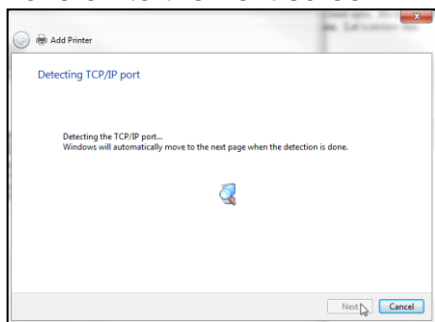 Add Printer
Detecting TCP/IP port
Detecting the TCP/IP port...
Windows will automatically move to the next page when the detection is done.
Next
Cancel